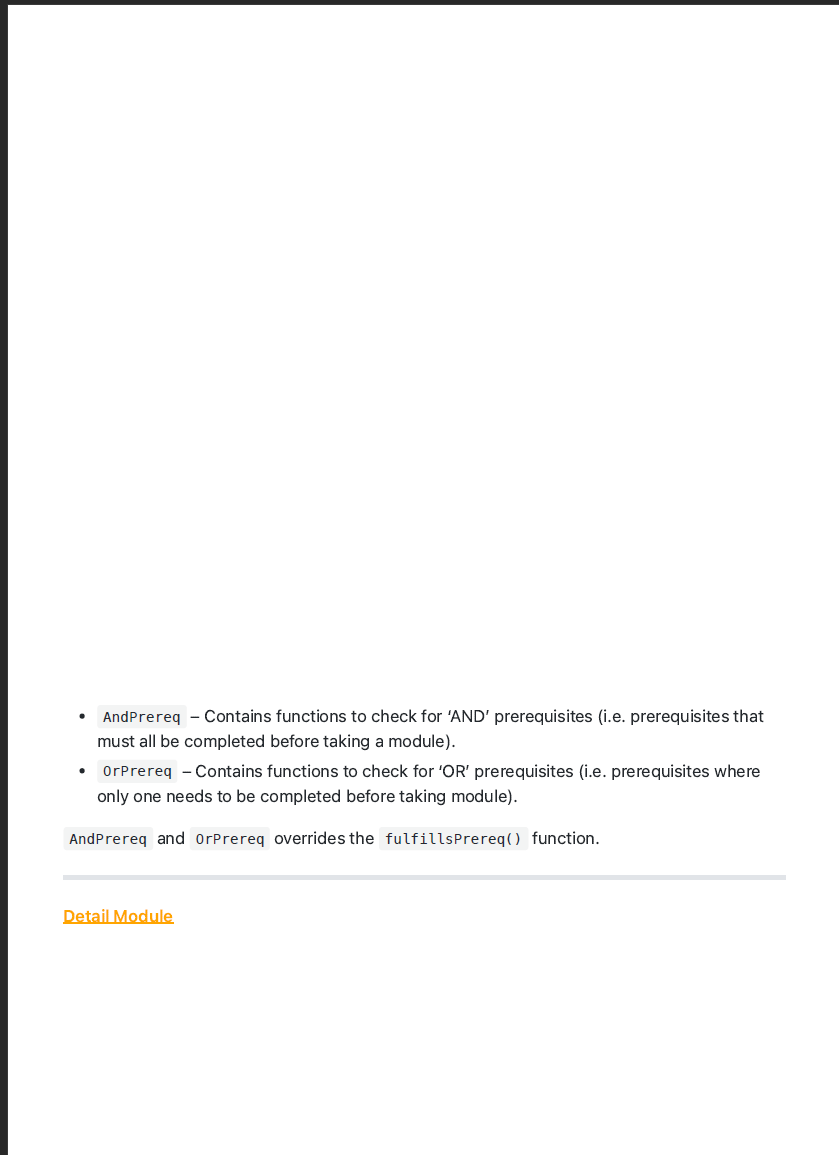 • AndPrereq – Contains functions to check for ‘AND’ prerequisites (i.e. prerequisites that
must all be completed before taking a module).
• OrPrereq – Contains functions to check for ‘OR’ prerequisites (i.e. prerequisites where
only one needs to be completed before taking module).
AndPrereq and OrPrereq overrides the fulfillsPrereq() function.
Detail Module